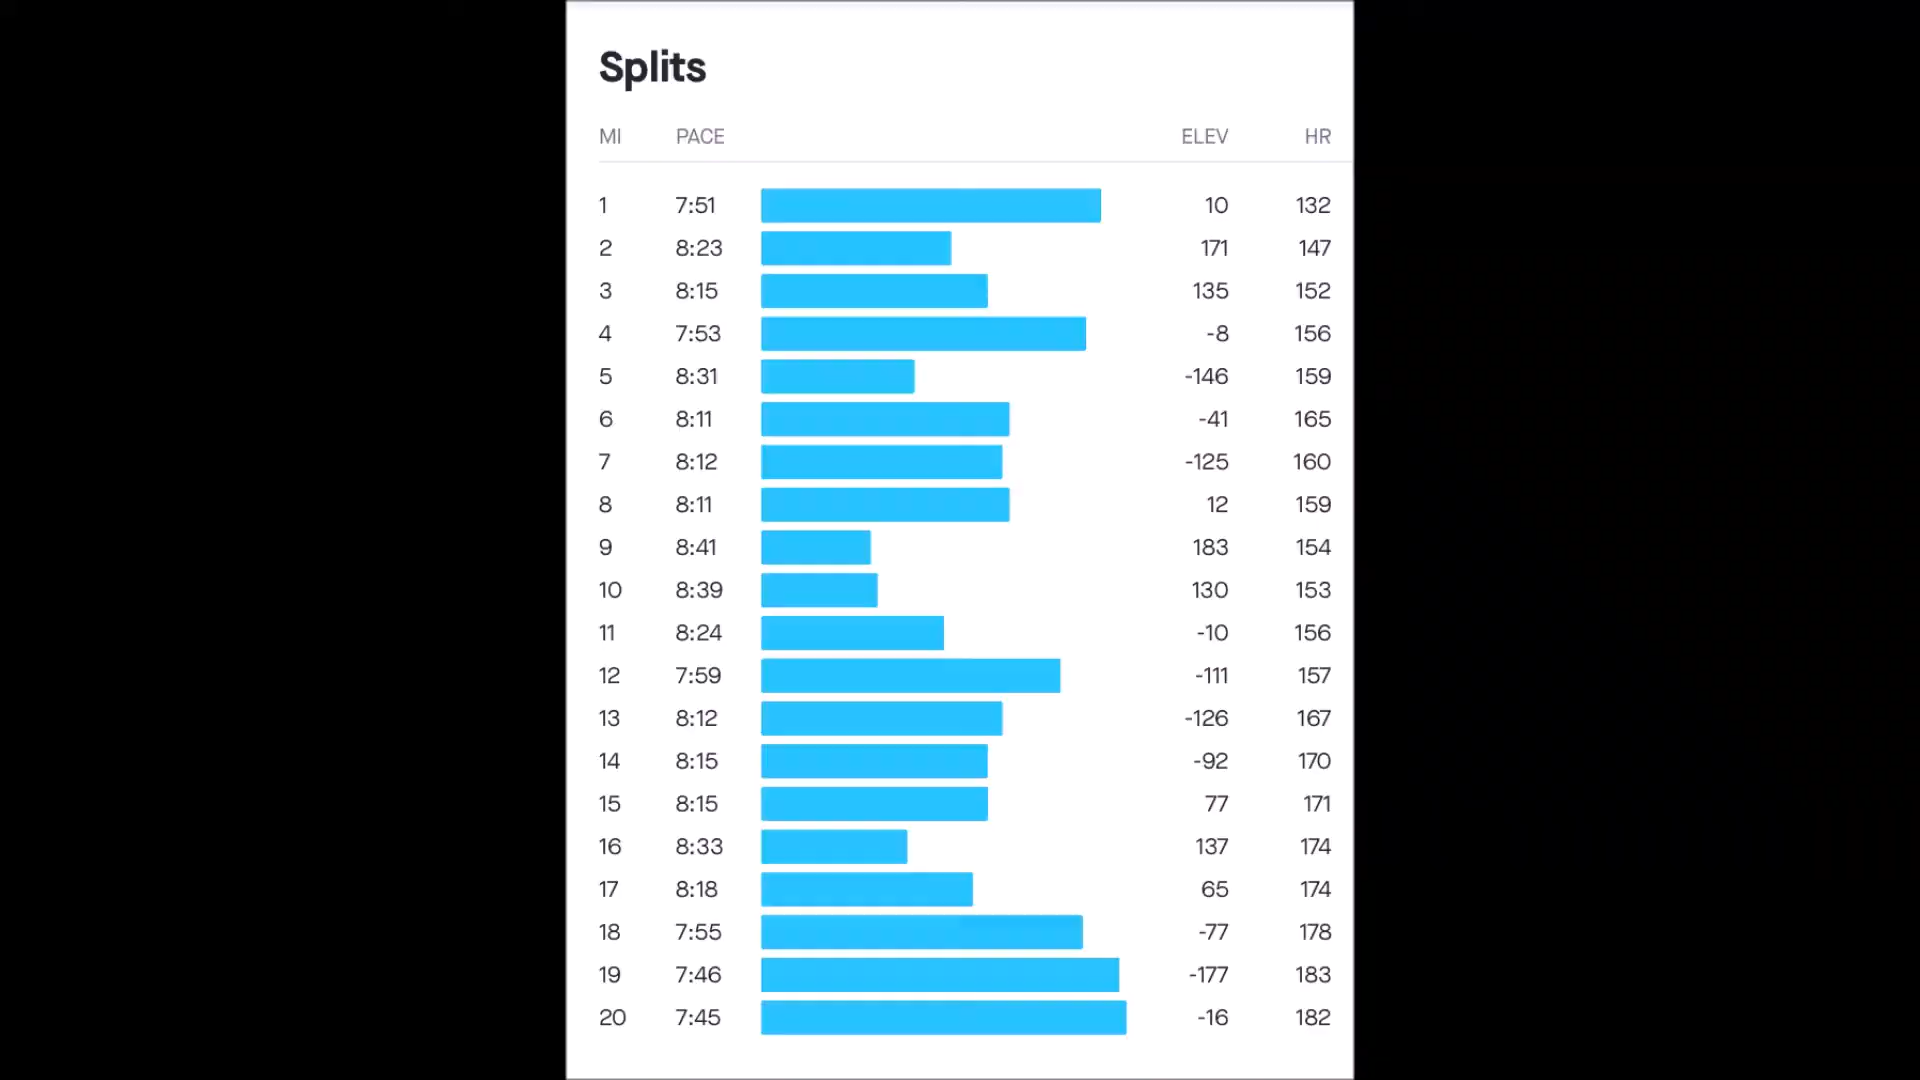 Splits
MI PACE ELEV HR
1 7:51 10 132
2 8:23 171 147
3 8:15 135 152
4 7:53 -8 156
5 8:31 -146 159
6 8:11 -41 165
7 8:12 -125 160
8 8:11 12 159
9 8:41 183 154
10 8:39 130 153
11 8:24 -10 156
12 7:59 -111 157
13 8:12 -126 167
14 8:15 -92 170
15 8:15 77 171
16 8:33 137 174
17 8:18 65 174
18 7:55 -77 178
19 7:46 -177 183
20 7:45 -16 182